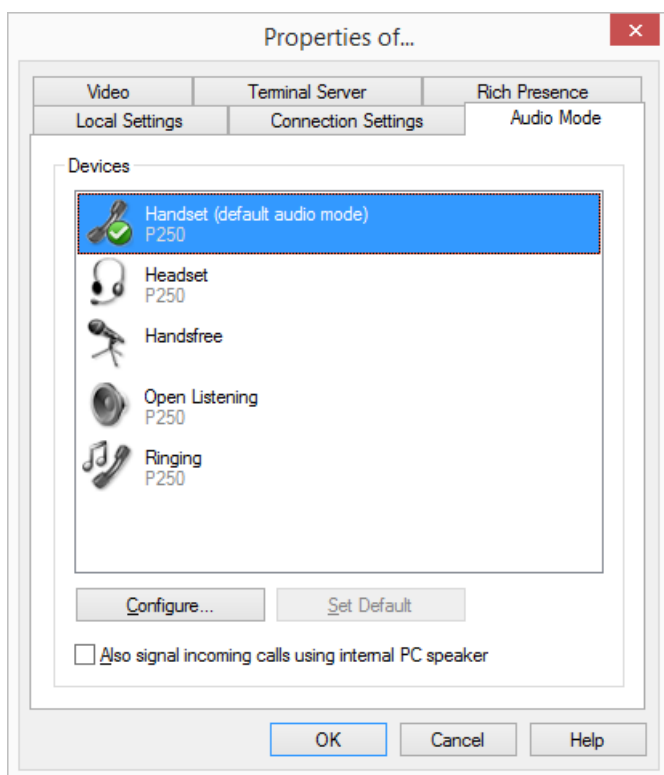 Properties of...
Video Terminal Server Rich Presence
Local Settings Connection Settings Audio Mode
Devices
Handset (default audio mode)
P250
Headset
P250
Handsfree
Open Listening
P250
Ringing
P250
Configure... Set Default
Also signal incoming calls using internal PC speaker
OK Cancel Help